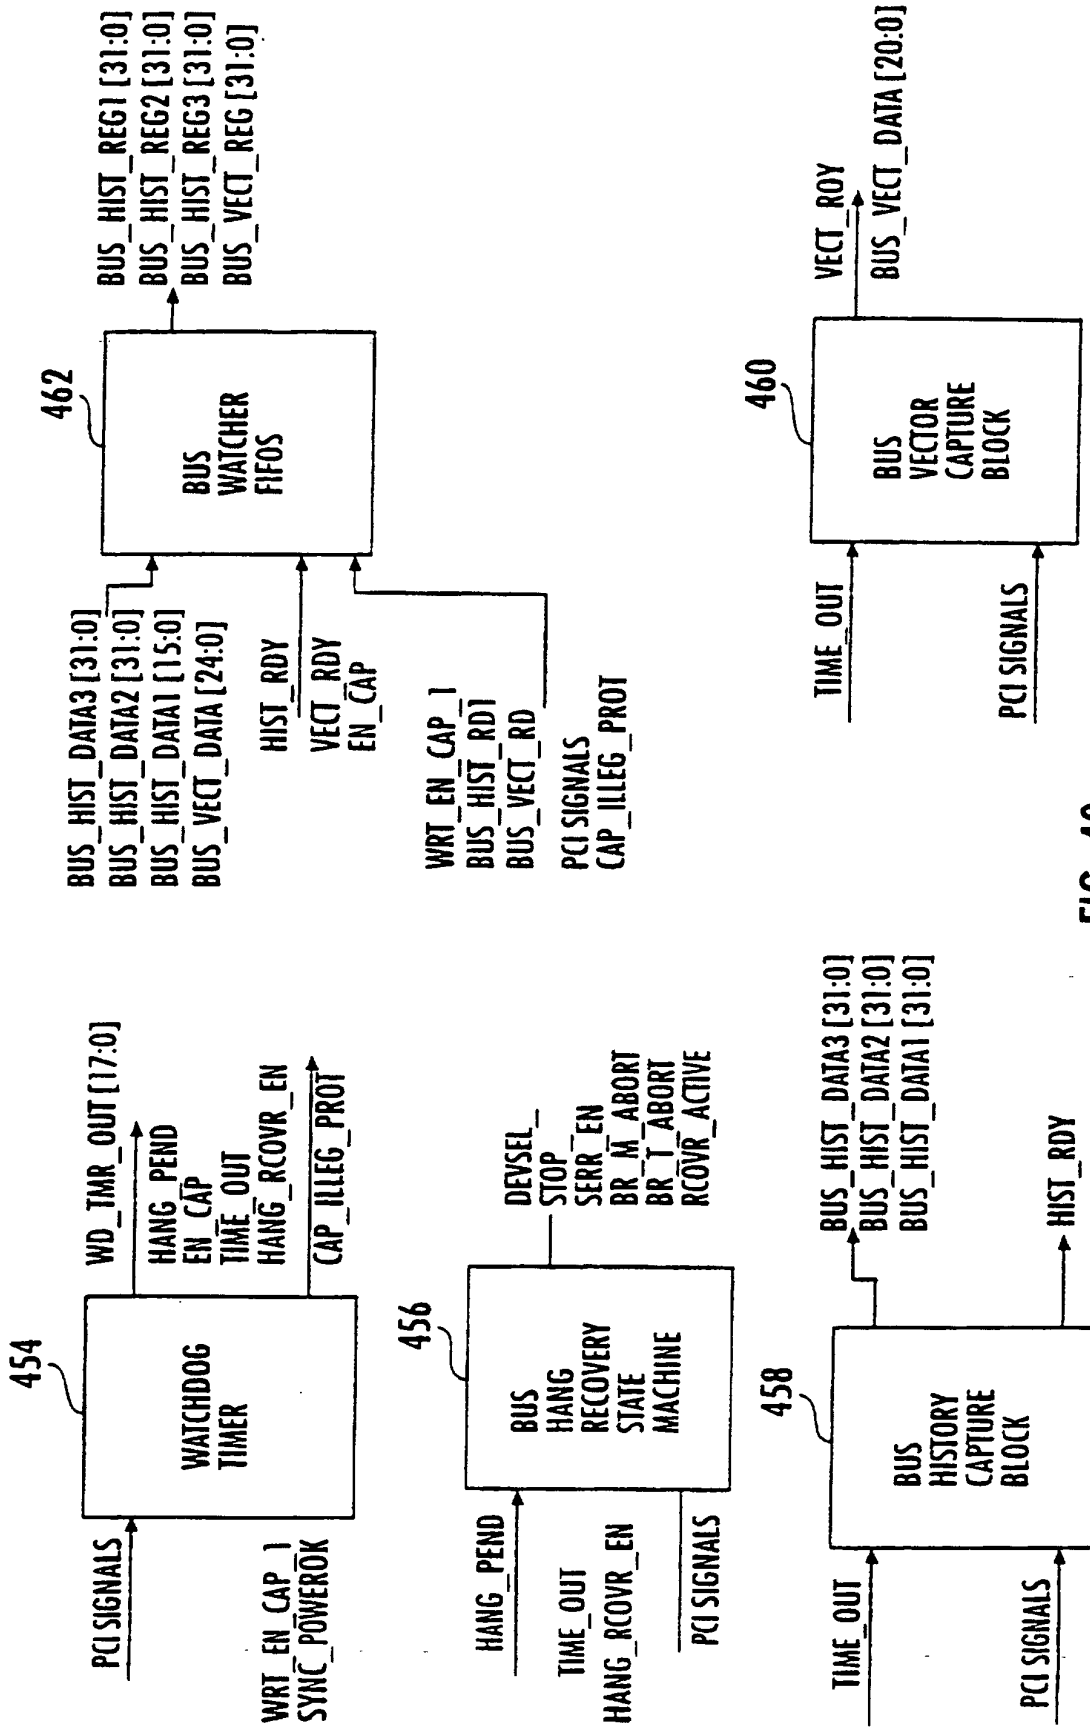 454
PCI SIGNALS
WRT_EN_CAP_1
SYNC_POWEROK
WATCHDOG
TIMER
WD_TMR_OUT [17:0]
HANG_PEND
EN_CAP
TIME_OUT
HANG_RCOVR_EN
CAP_ILLEG_PROT
456
HANG_PEND
TIME_OUT
HANG_RCOVR_EN
PCI SIGNALS
BUS
HANG
RECOVERY
STATE
MACHINE
DEVSEL_
STOP_
SERR_EN
BR_M_ABORT
BR_T_ABORT
RCOVR_ACTIVE
458
TIME_OUT
PCI SIGNALS
BUS
HISTORY
CAPTURE
BLOCK
BUS_HIST_DATA3 [31:0]
BUS_HIST_DATA2 [31:0]
BUS_HIST_DATA1 [31:0]
HIST_RDY
462
BUS_HIST_DATA3 [31:0]
BUS_HIST_DATA2 [31:0]
BUS_HIST_DATA1 [15:0]
BUS_VECT_DATA [24:0]
HIST_RDY
VECT_RDY
EN_CAP
WRT_EN_CAP_1
BUS_HIST_RD1
BUS_VECT_RD
PCI SIGNALS
CAP_ILLEG_PROT
BUS
WATCHER
FIFOS
BUS_HIST_REG1 [31:0]
BUS_HIST_REG2 [31:0]
BUS_HIST_REG3 [31:0]
BUS_VECT_REG [31:0]
460
TIME_OUT
PCI SIGNALS
BUS
VECTOR
CAPTURE
BLOCK
VECT_ROY
BUS_VECT_DATA [20:0]